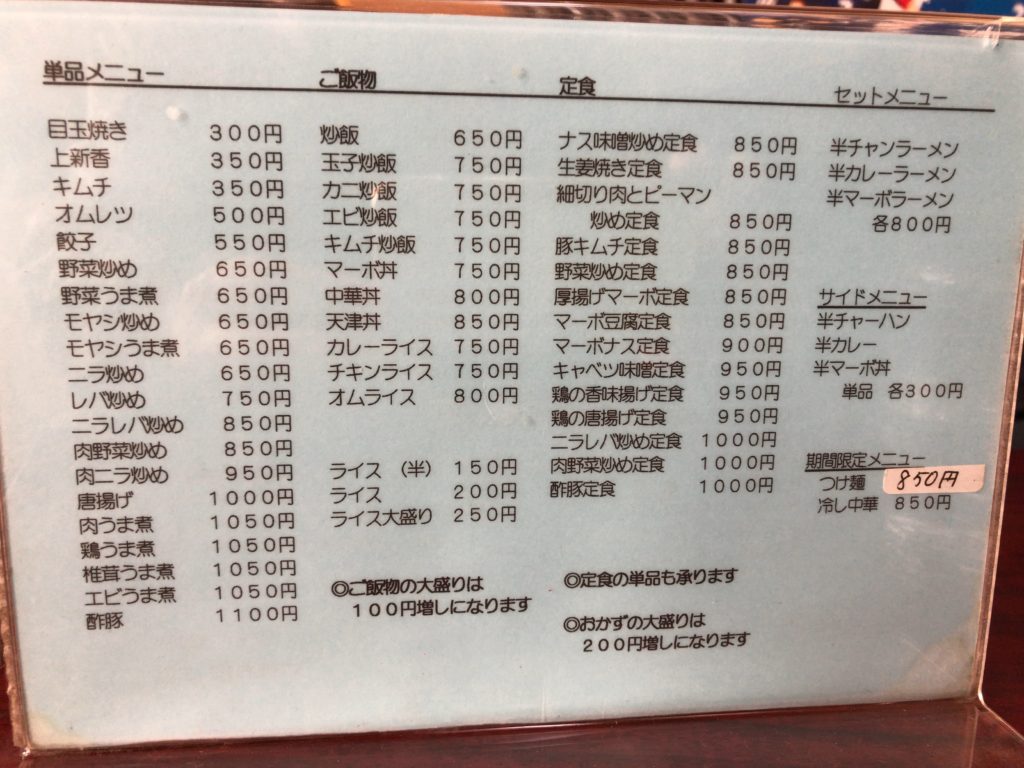 単品メニュー
目玉焼き 300円
上新香 350円
キムチ 350円
オムレツ 500円
餃子 550円
野菜炒め 650円
野菜うま煮 650円
モヤシ炒め 650円
モヤシうま煮 650円
ニラ炒め 650円
レバ炒め 750円
ニラレバ炒め 850円
肉野菜炒め 850円
肉ニラ炒め 950円
唐揚げ 1000円
肉うま煮 1050円
鶏うま煮 1050円
椎茸うま煮 1050円
エビうま煮 1050円
酢豚 1100円
ご飯物
炒飯 650円
玉子炒飯 750円
カニ炒飯 750円
エビ炒飯 750円
キムチ炒飯 750円
マーボ丼 750円
中華丼 800円
天津丼 850円
カレーライス 750円
チキンライス 750円
オムライス 800円
ライス（半） 150円
ライス 200円
ライス大盛り 250円
◎ご飯物の大盛りは
100円増しになります
定食
ナス味噌炒め定食 850円
生姜焼き定食 850円
細切り肉とピーマン
炒め定食 850円
豚キムチ定食 850円
野菜炒め定食 850円
厚揚げマーボ定食 850円
マーボ豆腐定食 850円
マーボナス定食 900円
キャベツ味噌定食 950円
鶏の香味揚げ定食 950円
鶏の唐揚げ定食 950円
ニラレバ炒め定食 1000円
肉野菜炒め定食 1000円
酢豚定食 1000円
◎定食の単品も承ります
◎おかずの大盛りは
200円増しになります
セットメニュー
半チャンラーメン
半カレーラーメン
半マーボラーメン
各800円
サイドメニュー
半チャーハン
半カレー
半マーボ丼
単品 各300円
期間限定メニュー
つけ麺 850円
冷し中華 850円